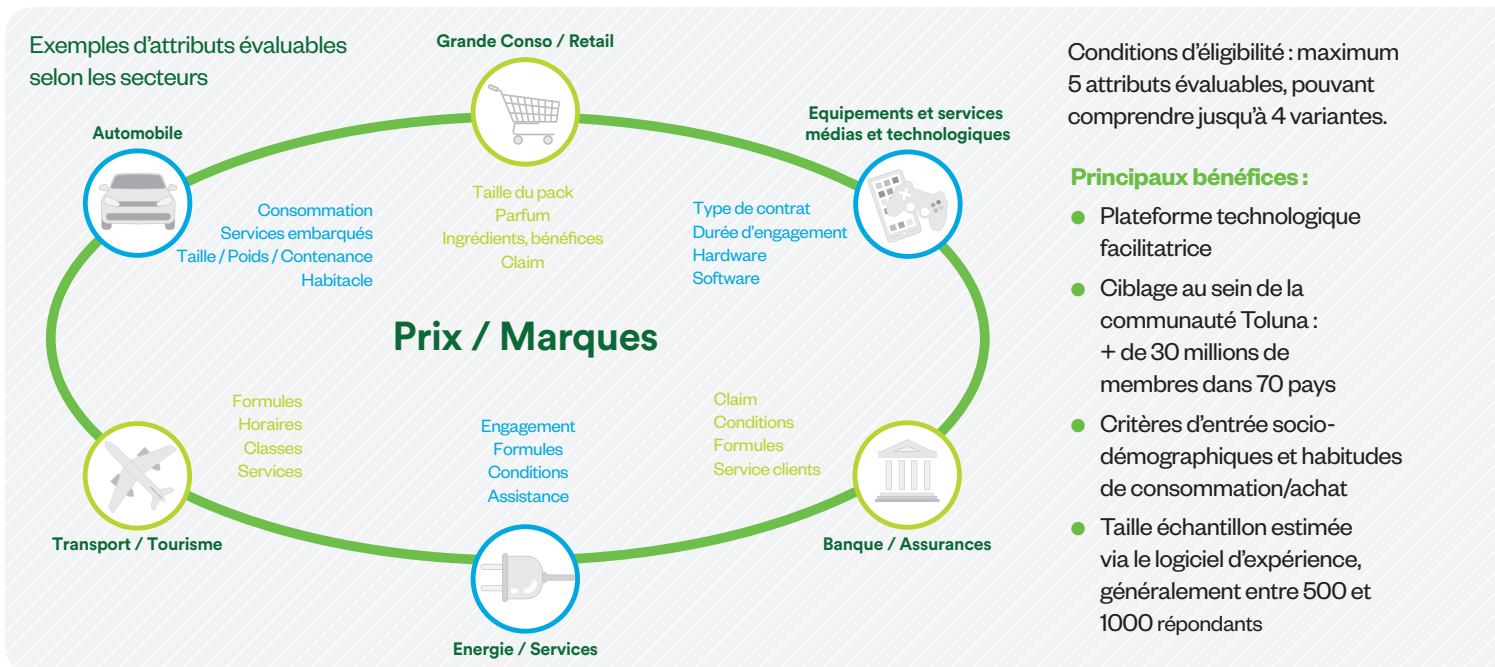 Exemples d'attributs évaluables
selon les secteurs
Grande Conso / Retail
Taille du pack
Parfum
Ingrédients, bénéfices
Claim
Automobile
Consommation
Services embarqués
Taille / Poids / Contenance
Habitacle
Equipements et services
médias et technologiques
Type de contrat
Durée d'engagement
Hardware
Software
Prix / Marques
Formules
Horaires
Classes
Services
Transport / Tourisme
Engagement
Formules
Conditions
Assistance
Energie / Services
Claim
Conditions
Formules
Service clients
Banque / Assurances
Conditions d'éligibilité : maximum
5 attributs évaluables, pouvant
comprendre jusqu'à 4 variantes.
Principaux bénéfices :
Plateforme technologique
facilitatrice
Ciblage au sein de la
communauté Toluna :
+ de 30 millions de
membres dans 70 pays
Critères d'entrée socio-
démographiques et habitudes
de consommation/achat
Taille échantillon estimée
via le logiciel d'expérience,
généralement entre 500 et
1000 répondants